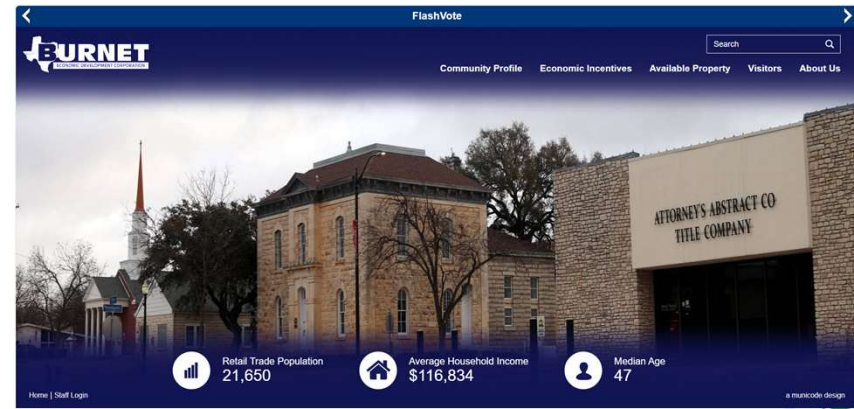 FlashVote
BURNET
ECONOMIC DEVELOPMENT CORPORATION
Search
Community Profile Economic Incentives Available Property Visitors About Us
ATTORNEY'S ABSTRACT CO
TITLE COMPANY
Retail Trade Population
21,650
Average Household Income
$116,834
Median Age
47
Home | Staff Login
a municode design